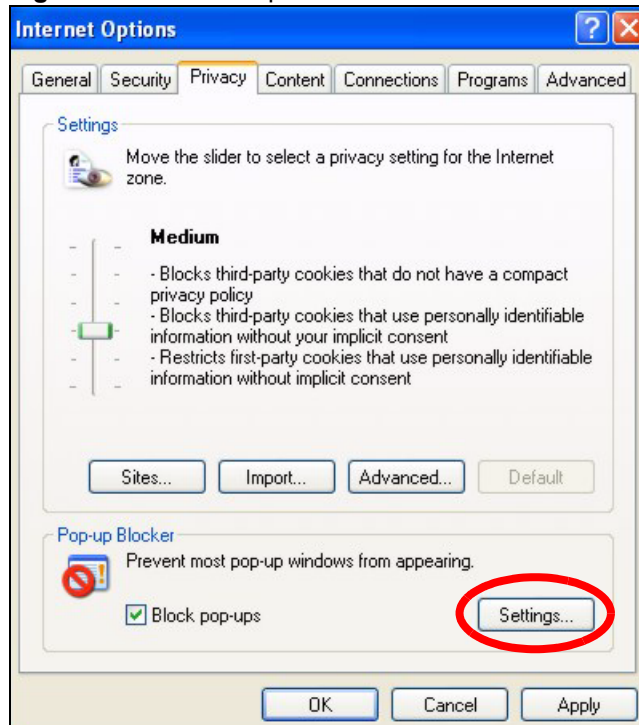 Internet Options
General Security Privacy Content Connections Programs Advanced
Settings
Move the slider to select a privacy setting for the Internet
zone.
Medium
- Blocks third-party cookies that do not have a compact
privacy policy
- Blocks third-party cookies that use personally identifiable
information without your implicit consent
- Restricts first-party cookies that use personally identifiable
information without implicit consent
Sites... Import... Advanced... Default
Pop-up Blocker
Prevent most pop-up windows from appearing.
Block pop-ups Settings...
OK Cancel Apply